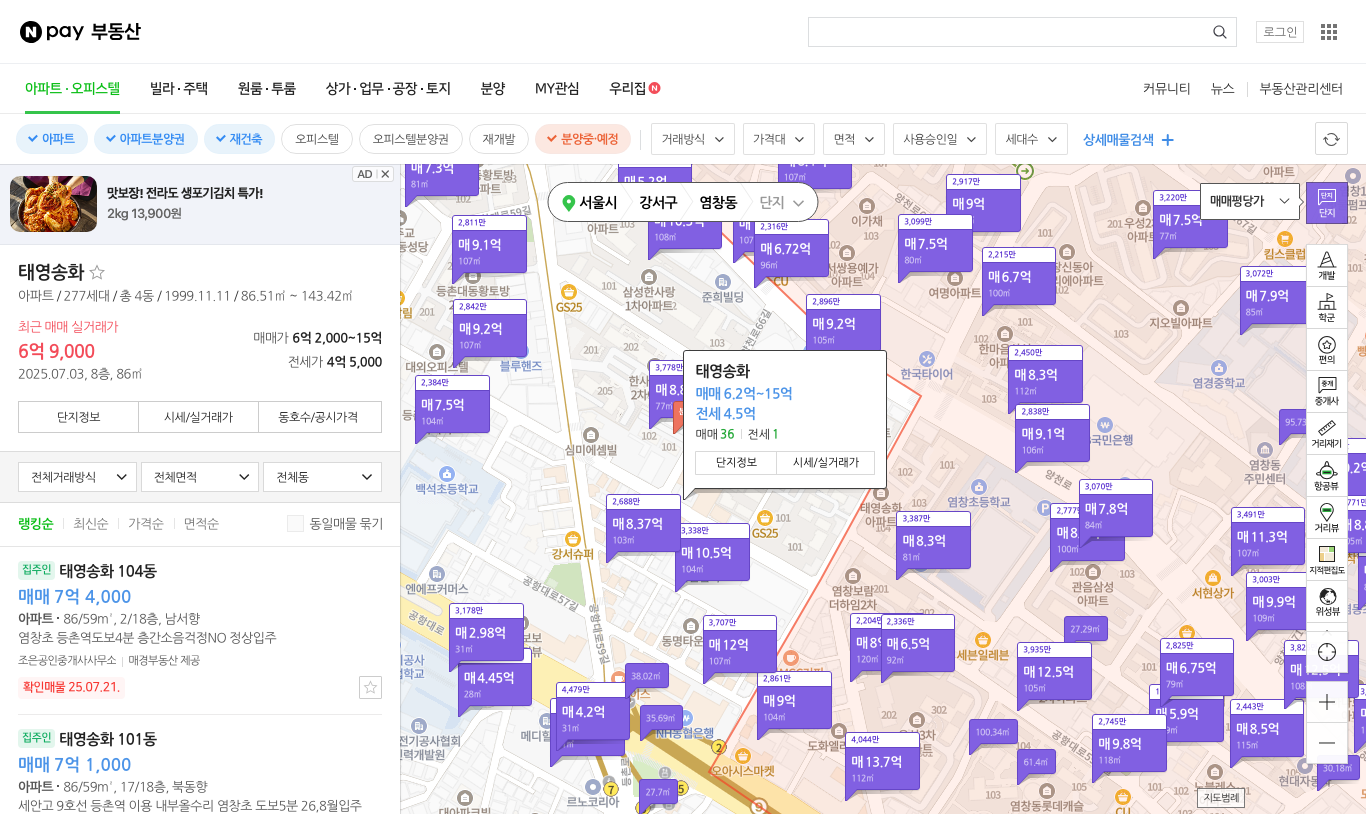 N pay 부동산
로그인
아파트·오피스텔
빌라·주택
원룸·투룸
상가·업무·공장·토지
분양
MY관심
우리집 N
커뮤니티
뉴스
부동산관리센터
아파트
아파트분양권
재건축
오피스텔
오피스텔분양권
재개발
분양중·예정
거래방식
가격대
면적
사용승인일
세대수
상세매물검색
맛보장! 전라도 생포기김치 특가!
2kg 13,900원
AD
태영송화
아파트 / 277세대 / 총 4동 / 1999.11.11 / 86.51㎡ ~ 143.42㎡
최근 매매 실거래가
6억 9,000
2025.07.03, 8층, 86㎡
매매가 6억 2,000~15억
전세가 4억 5,000
단지정보
시세/실거래가
동호수/공시가격
전체거래방식
전체면적
전체동
랭킹순
최신순
가격순
면적순
동일매물 묶기
집주인 태영송화 104동
매매 7억 4,000
아파트 · 86/59㎡, 2/18층, 남서향
염창초 등촌역도보4분 층간소음걱정NO 정상입주
조은공인중개사사무소
매경부동산 제공
확인매물 25.07.21.
집주인 태영송화 101동
매매 7억 1,000
아파트 · 86/59㎡, 17/18층, 북동향
세안고 9호선 등촌역 이용 내부올수리 염창초 도보5분 26,8월입주
서울시
강서구
염창동
단지
매매평당가
단지
개발
학군
편의
중개
중개사
거리재기
항공뷰
거리뷰
지적편집도
위성뷰
지도범례
태영송화
매매 6.2억~15억
전세 4.5억
매매 36
전세 1
단지정보
시세/실거래가
매7.3억
81㎡
매5.2억
107㎡
2,917만
매9억
3,220만
매7.5억
77㎡
2,811만
매9.1억
107㎡
108㎡
2,316만
매6.72억
96㎡
3,099만
매7.5억
80㎡
2,215만
매6.7억
100㎡
3,072만
매7.9억
85㎡
2,842만
매9.2억
107㎡
2,896만
매9.2억
105㎡
2,384만
매7.5억
104㎡
3,778만
77㎡
2,450만
매8.3억
113㎡
2,838만
매9.1억
106㎡
2,688만
매8.37억
103㎡
3,338만
매10.5억
104㎡
3,387만
매8.3억
81㎡
3,070만
매7.8억
84㎡
100㎡
3,491만
매11.3억
107㎡
3,003만
매9.9억
109㎡
3,178만
매2.98억
31㎡
매4.45억
28㎡
4,479만
매4.2억
31㎡
38.02㎡
35.69㎡
27.7㎡
3,707만
매12억
107㎡
2,861만
매9억
104㎡
4,044만
매13.7억
112㎡
120㎡
2,336만
매6.5억
92㎡
27.29㎡
3,935만
매12.5억
105㎡
2,825만
매6.75억
79㎡
매5.9억
2,745만
매9.8억
118㎡
2,443만
매8.5억
115㎡
100.34㎡
61.4㎡
30.18㎡
이가채
쌍용예가
아파트
여명아파트
장신동아
지오빌아파트
킴스클럽
염경중학교
한국타이어
삼성한사랑
1차아파트
준희빌딩
GS25
등촌대동황토방
블루핸즈
대외오피스텔
심미에셈빌
백석초등학교
강서슈퍼
GS25
태영송화
아파트
염창초등학교
국민은행
염창동
주민센터
엔에프커머스
염창보람
더하임2차
관음삼성
아파트
서현상가
세븐일레븐
동명타운
NH농협은행
오아시스마켓
르노코리아
염창동롯데캐슬
전기공사협회
공항대로57길
공항대로59길
양천로66길
양천로
CU
CU